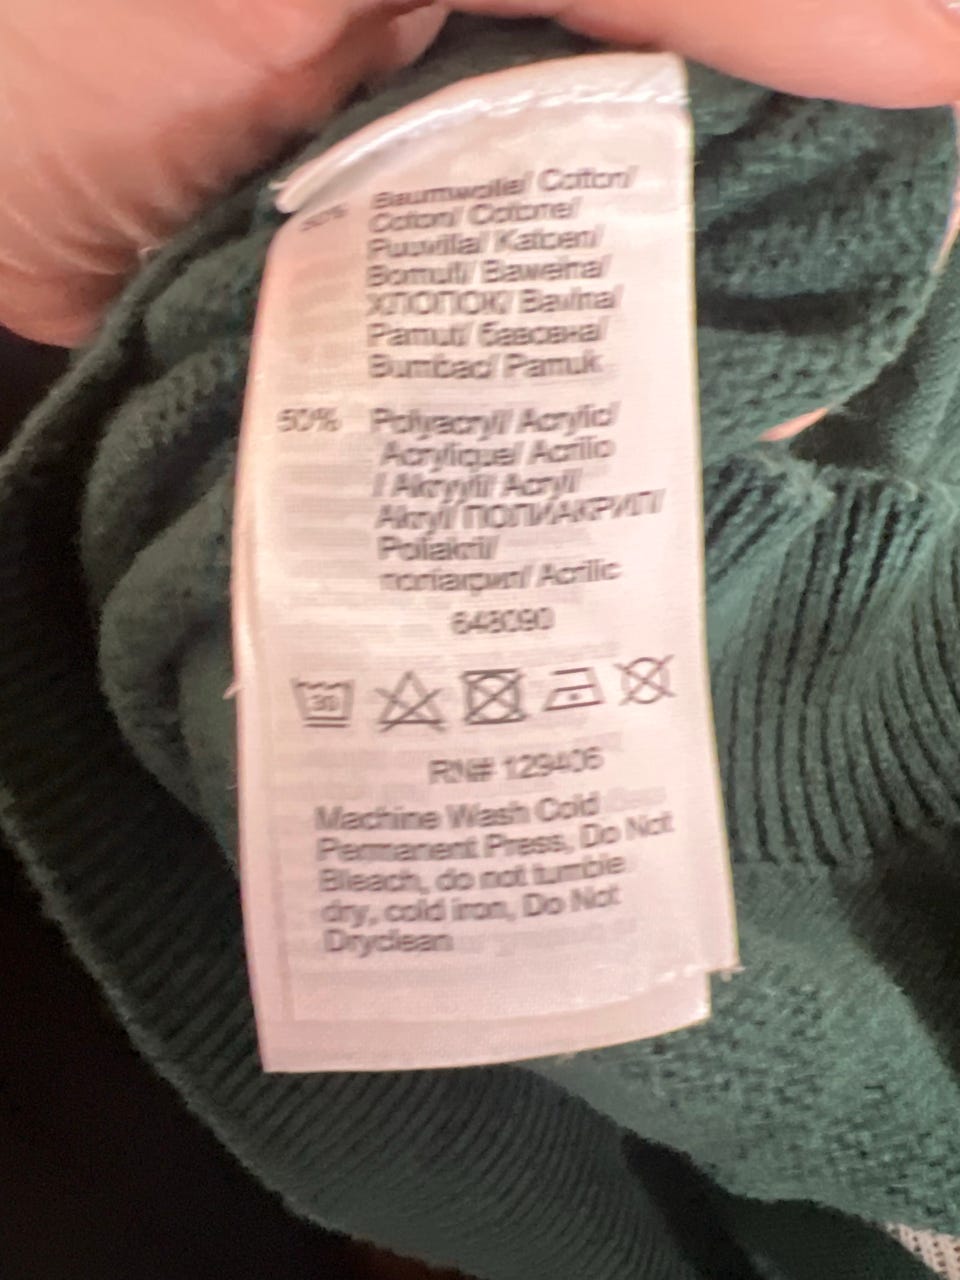 50% Baumwolle/ Cotton/
Coton/ Cotone/
Puuvilla/ Katoen/
Bomull/ Bawełna/
ХЛОПОК/ Bavlna/
Pamut/ бавовна/
Bumbac/ Pamuk
50% Polyacryl/ Acrylic/
Acrylique/ Acrilico
/ Akryyli/ Acryl/
Akryl/ ПОЛИАКРИЛ/
Poliakril/
поліакрил/ Acrilic
648090
30
RN# 129406
Machine Wash Cold
Permanent Press, Do Not
Bleach, do not tumble
dry, cold iron, Do Not
Dryclean